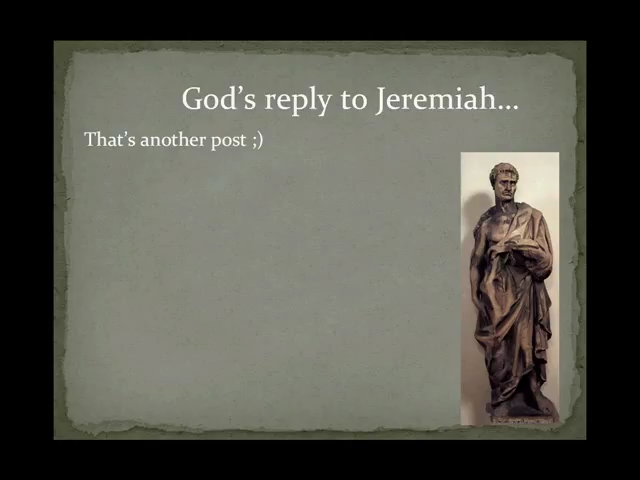 God’s reply to Jeremiah...
That’s another post ;)